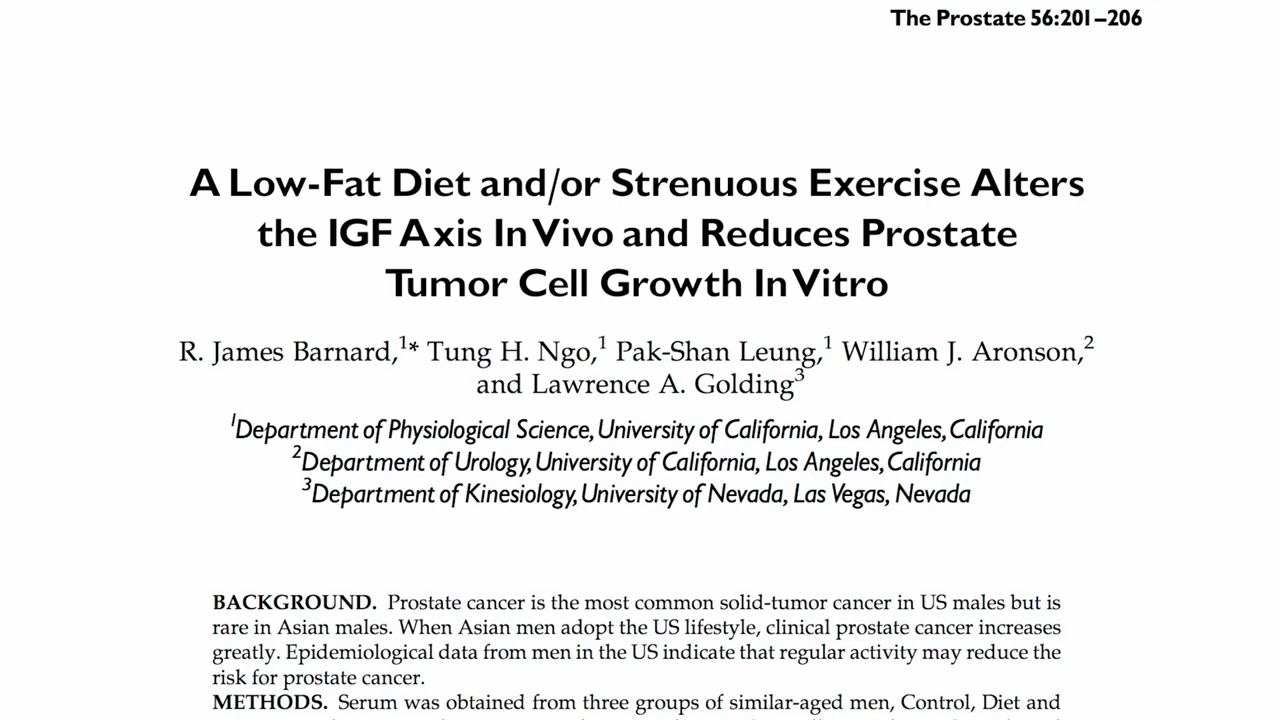 The Prostate 56:201–206
A Low-Fat Diet and/or Strenuous Exercise Alters
the IGF Axis In Vivo and Reduces Prostate
Tumor Cell Growth In Vitro
R. James Barnard,1* Tung H. Ngo,1 Pak-Shan Leung,1 William J. Aronson,2
and Lawrence A. Golding3
1Department of Physiological Science, University of California, Los Angeles, California
2Department of Urology, University of California, Los Angeles, California
3Department of Kinesiology, University of Nevada, Las Vegas, Nevada
BACKGROUND. Prostate cancer is the most common solid-tumor cancer in US males but is
rare in Asian males. When Asian men adopt the US lifestyle, clinical prostate cancer increases
greatly. Epidemiological data from men in the US indicate that regular activity may reduce the
risk for prostate cancer.
METHODS. Serum was obtained from three groups of similar-aged men, Control, Diet and